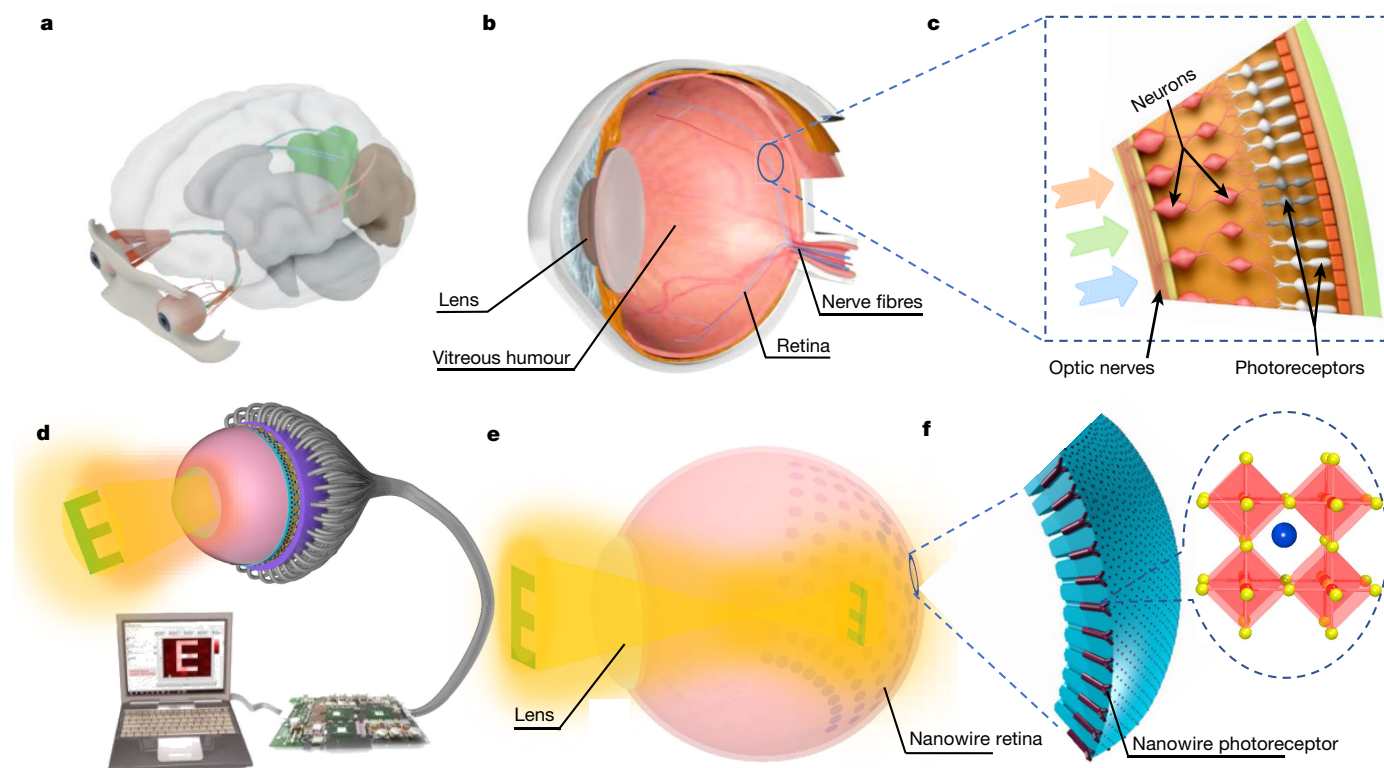 a
b
c
Neurons
Lens
Nerve fibres
Vitreous humour
Retina
Optic nerves
Photoreceptors
d
e
f
E
E
E
E
Lens
Nanowire retina
Nanowire photoreceptor